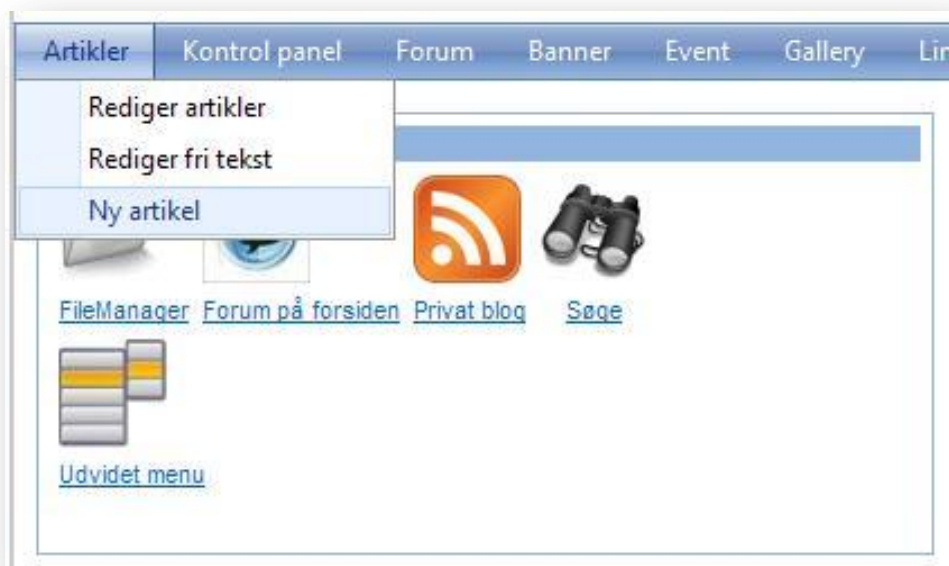 Artikler Kontrol panel Forum Banner Event Gallery
Rediger artikler
Rediger fri tekst
Ny artikel
FileManager Forum på forsiden Privat blog Søge
Udvidet menu